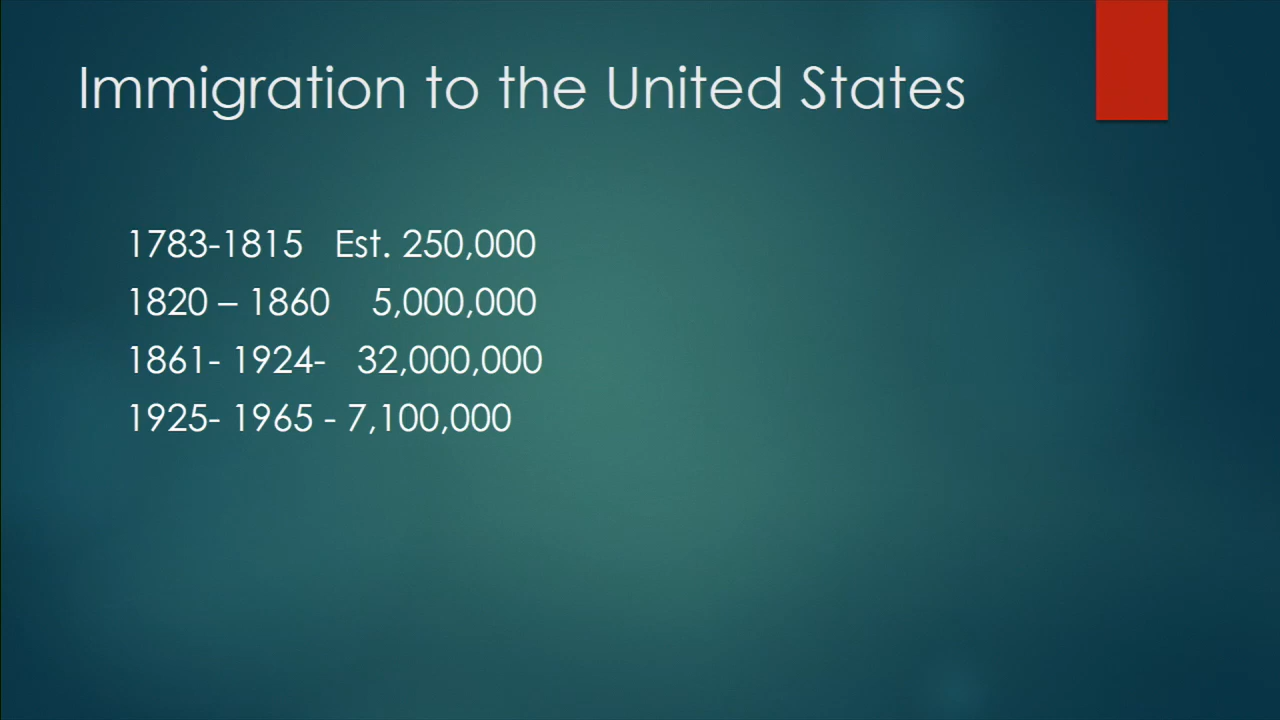 Immigration to the United States
1783-1815 Est. 250,000
1820 – 1860 5,000,000
1861- 1924- 32,000,000
1925- 1965 - 7,100,000